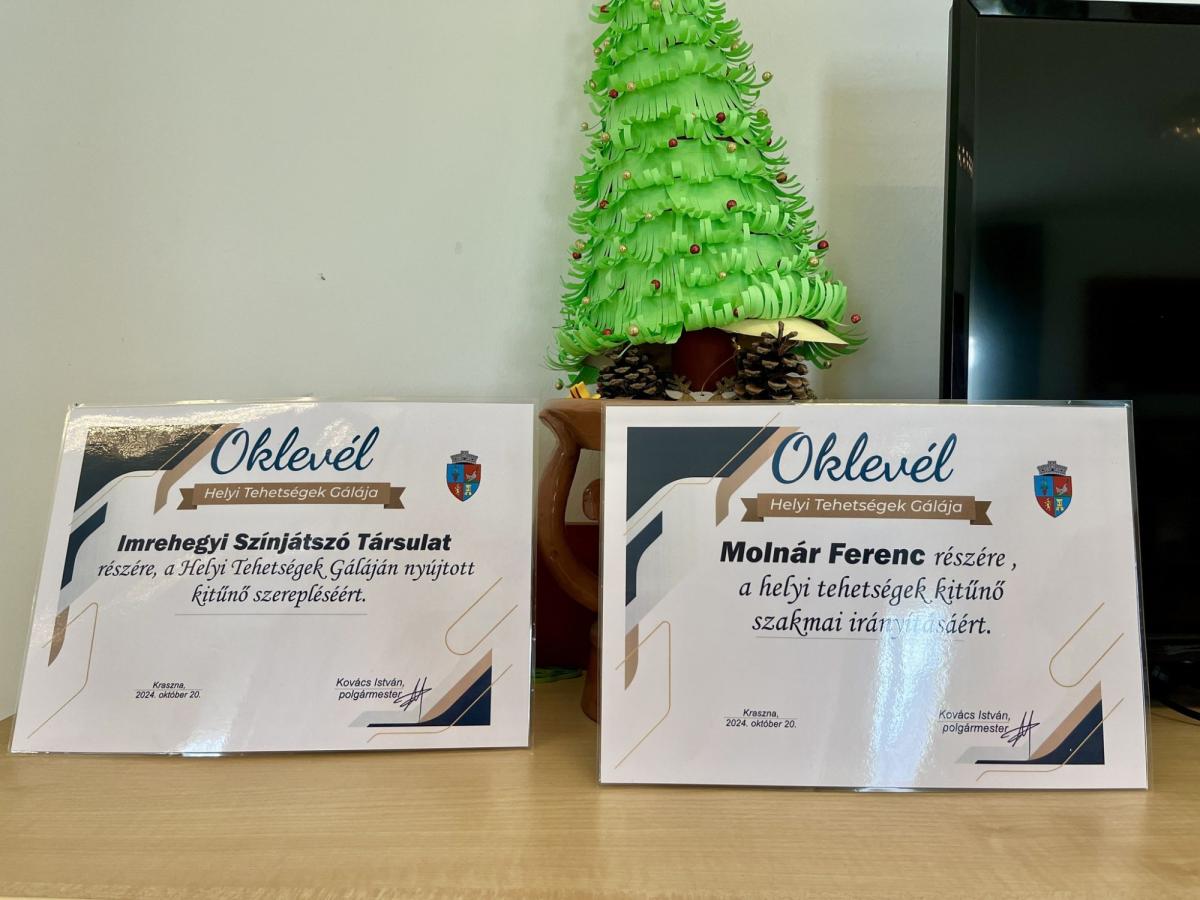 Oklevél
Helyi Tehetségek Gálája
Imrehegyi Színjátszó Társulat
részére, a Helyi Tehetségek Gáláján nyújtott
kitűnő szerepléséért.
Kraszna,
2024. október 20.
Kovács István,
polgármester
Oklevél
Helyi Tehetségek Gálája
Molnár Ferenc részére ,
a helyi tehetségek kitűnő
szakmai irányításáért.
Kraszna,
2024. október 20.
Kovács István,
polgármester